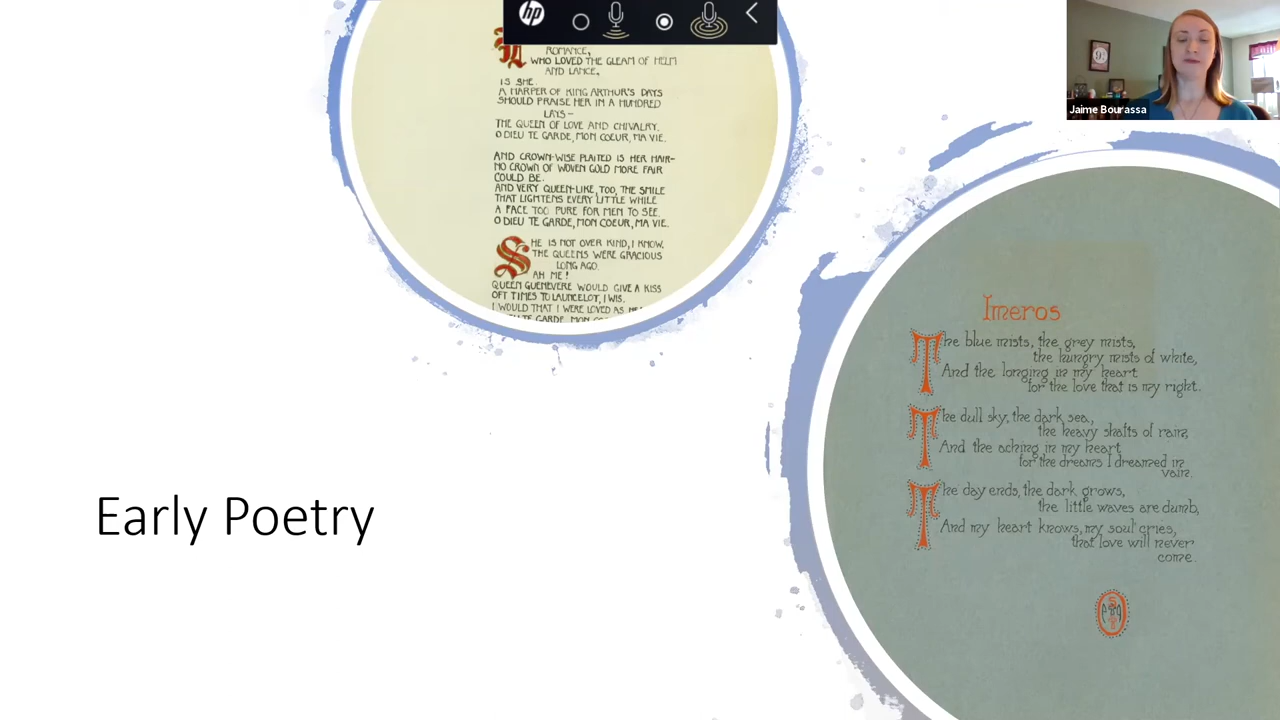 hp
ROMANCE,
WHO LOVED THE GLEAM OF HELM
AND LANCE,
IS SHE.
A HARPER OF KING ARTHUR'S DAYS
SHOULD PRAISE HER IN A HUNDRED
LAYS—
THE QUEEN OF LOVE AND CHIVALRY.
O DIEU TE GARDE, MON COEUR, MA VIE.
AND CROWN-WISE PLAITED IS HER HAIR—
NO CROWN OF WOVEN GOLD MORE FAIR
COULD BE.
AND VERY QUEEN-LIKE, TOO, THE SMILE
THAT LIGHTENS EVERY LITTLE WHILE
A FACE TOO PURE FOR MEN TO SEE.
O DIEU TE GARDE, MON COEUR, MA VIE.
SHE IS NOT OVER KIND, I KNOW.
THE QUEENS WERE GRACIOUS
LONG AGO.
AH ME!
QUEEN GUENEVERE WOULD GIVE A KISS
OFT TIMES TO LAUNCELOT, I WIS.
I WOULD THAT I WERE LOVED AS
TE GARDE, MON
Jaime Bourassa
Early Poetry
Imeros
The blue mists, the grey mists,
the hungry mists of white,
And the longing in my heart
for the love that is my right.
The dull sky, the dark sea,
the heavy shafts of rain,
And the aching in my heart
for the dreams I dreamed in
vain.
The day ends, the dark grows,
the little waves are dumb,
And my heart knows, my soul cries,
that love will never
come.